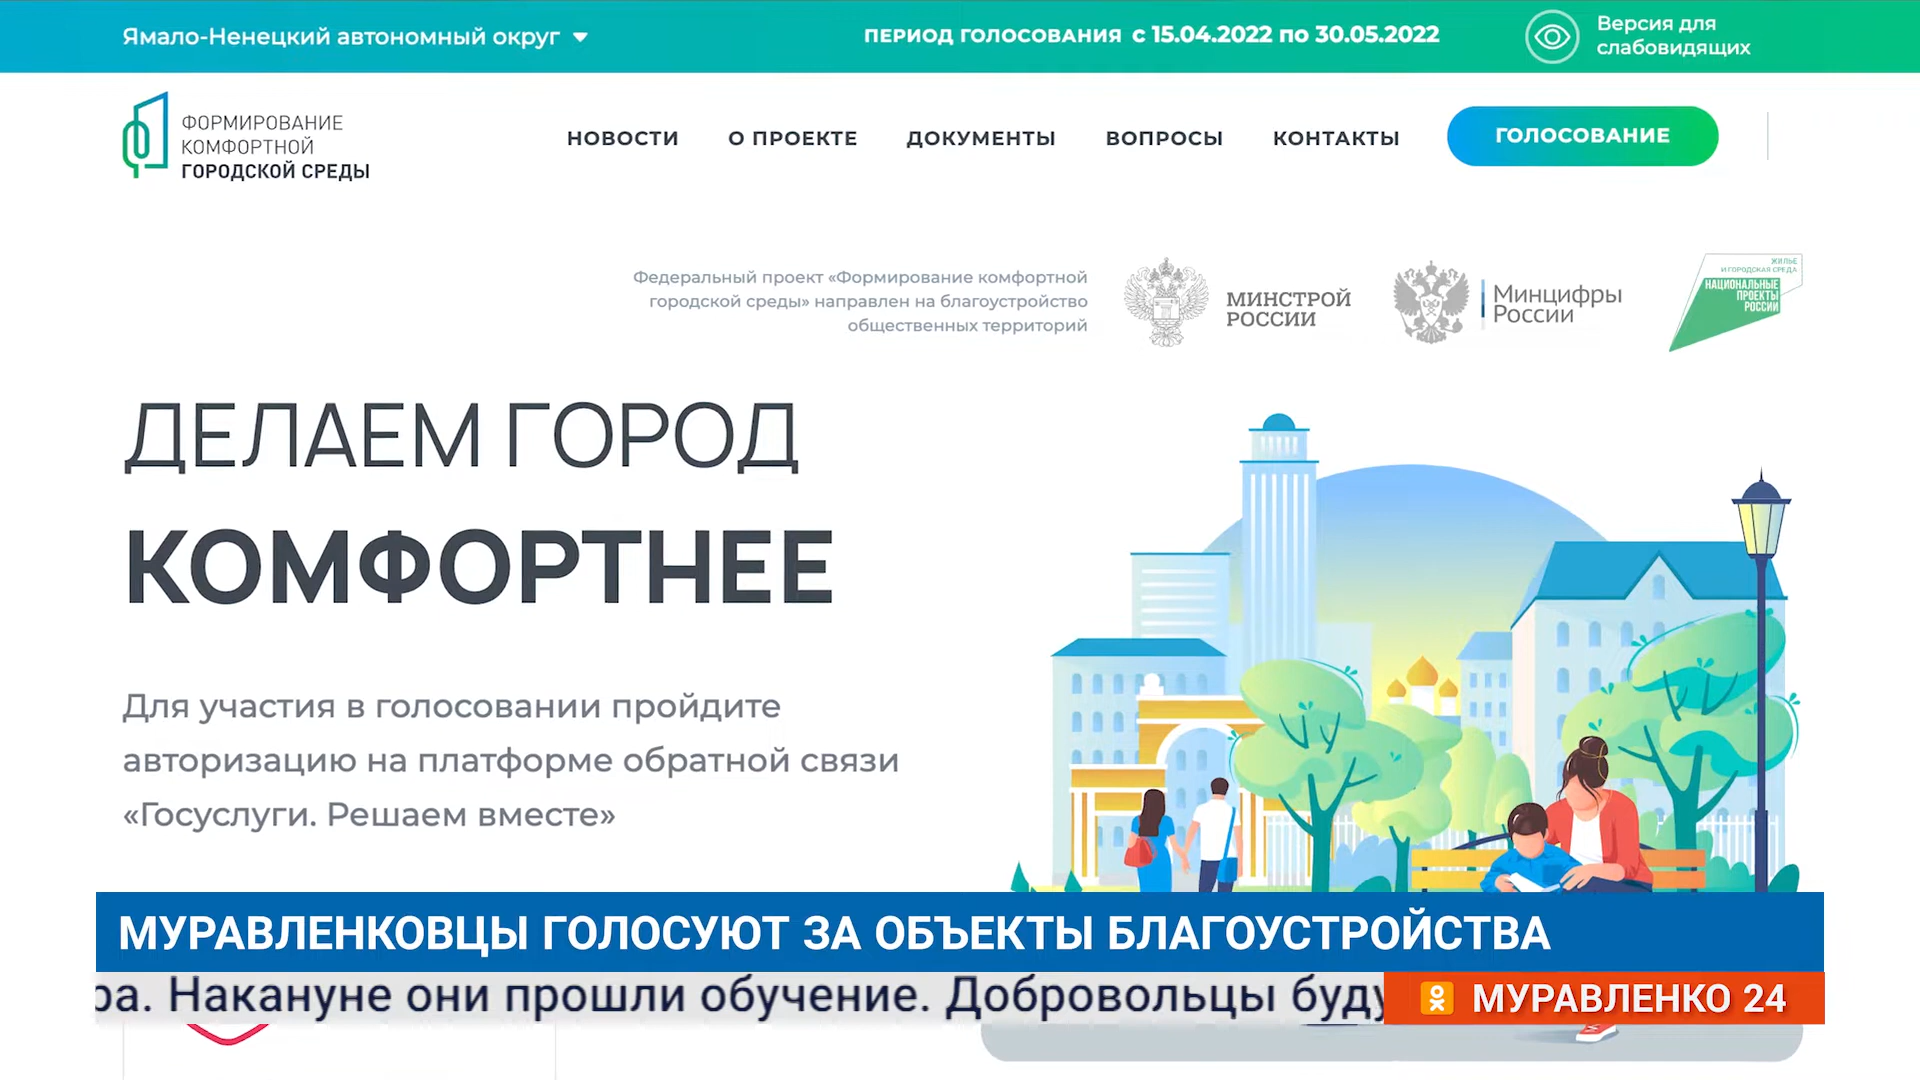 Ямало-Ненецкий автономный округ
ПЕРИОД ГОЛОСОВАНИЯ с 15.04.2022 по 30.05.2022
Версия для
слабовидящих
ФОРМИРОВАНИЕ
КОМФОРТНОЙ
ГОРОДСКОЙ СРЕДЫ
НОВОСТИ
О ПРОЕКТЕ
ДОКУМЕНТЫ
ВОПРОСЫ
КОНТАКТЫ
ГОЛОСОВАНИЕ
Федеральный проект «Формирование комфортной
городской среды» направлен на благоустройство
общественных территорий
МИНСТРОЙ
РОССИИ
Минцифры
России
ЖИЛЬЕ
И ГОРОДСКАЯ СРЕДА
НАЦИОНАЛЬНЫЕ
ПРОЕКТЫ
РОССИИ
ДЕЛАЕМ ГОРОД
КОМФОРТНЕЕ
Для участия в голосовании пройдите
авторизацию на платформе обратной связи
«Госуслуги. Решаем вместе»
МУРАВЛЕНКОВЦЫ ГОЛОСУЮТ ЗА ОБЪЕКТЫ БЛАГОУСТРОЙСТВА
ра. Накануне они прошли обучение. Добровольцы буду
МУРАВЛЕНКО 24